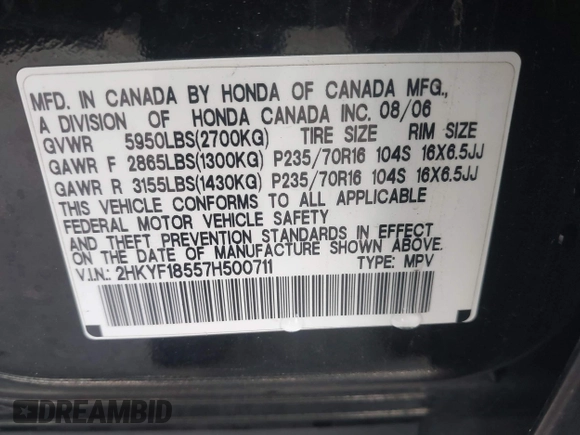 MFD. IN CANADA BY HONDA OF CANADA MFG.,
A DIVISION OF HONDA CANADA INC. 08/06
GVWR 5950LBS(2700KG) TIRE SIZE RIM SIZE
GAWR F 2865LBS(1300KG) P235/70R16 104S 16X6.5JJ
GAWR R 3155LBS(1430KG) P235/70R16 104S 16X6.5JJ
THIS VEHICLE CONFORMS TO ALL APPLICABLE
FEDERAL MOTOR VEHICLE SAFETY
AND THEFT PREVENTION STANDARDS IN EFFECT
ON THE DATE OF MANUFACTURE SHOWN ABOVE.
V.I.N.: 2HKYF18557H500711 TYPE: MPV
DREAMBID